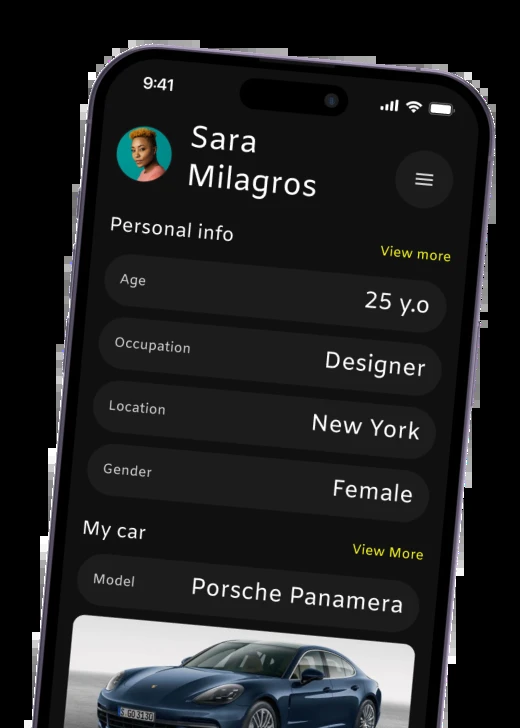 9:41
Sara
Milagros
Personal info
View more
Age
25 y.o
Occupation
Designer
Location
New York
Gender
Female
My car
View More
Model
Porsche Panamera
S:GO 3130